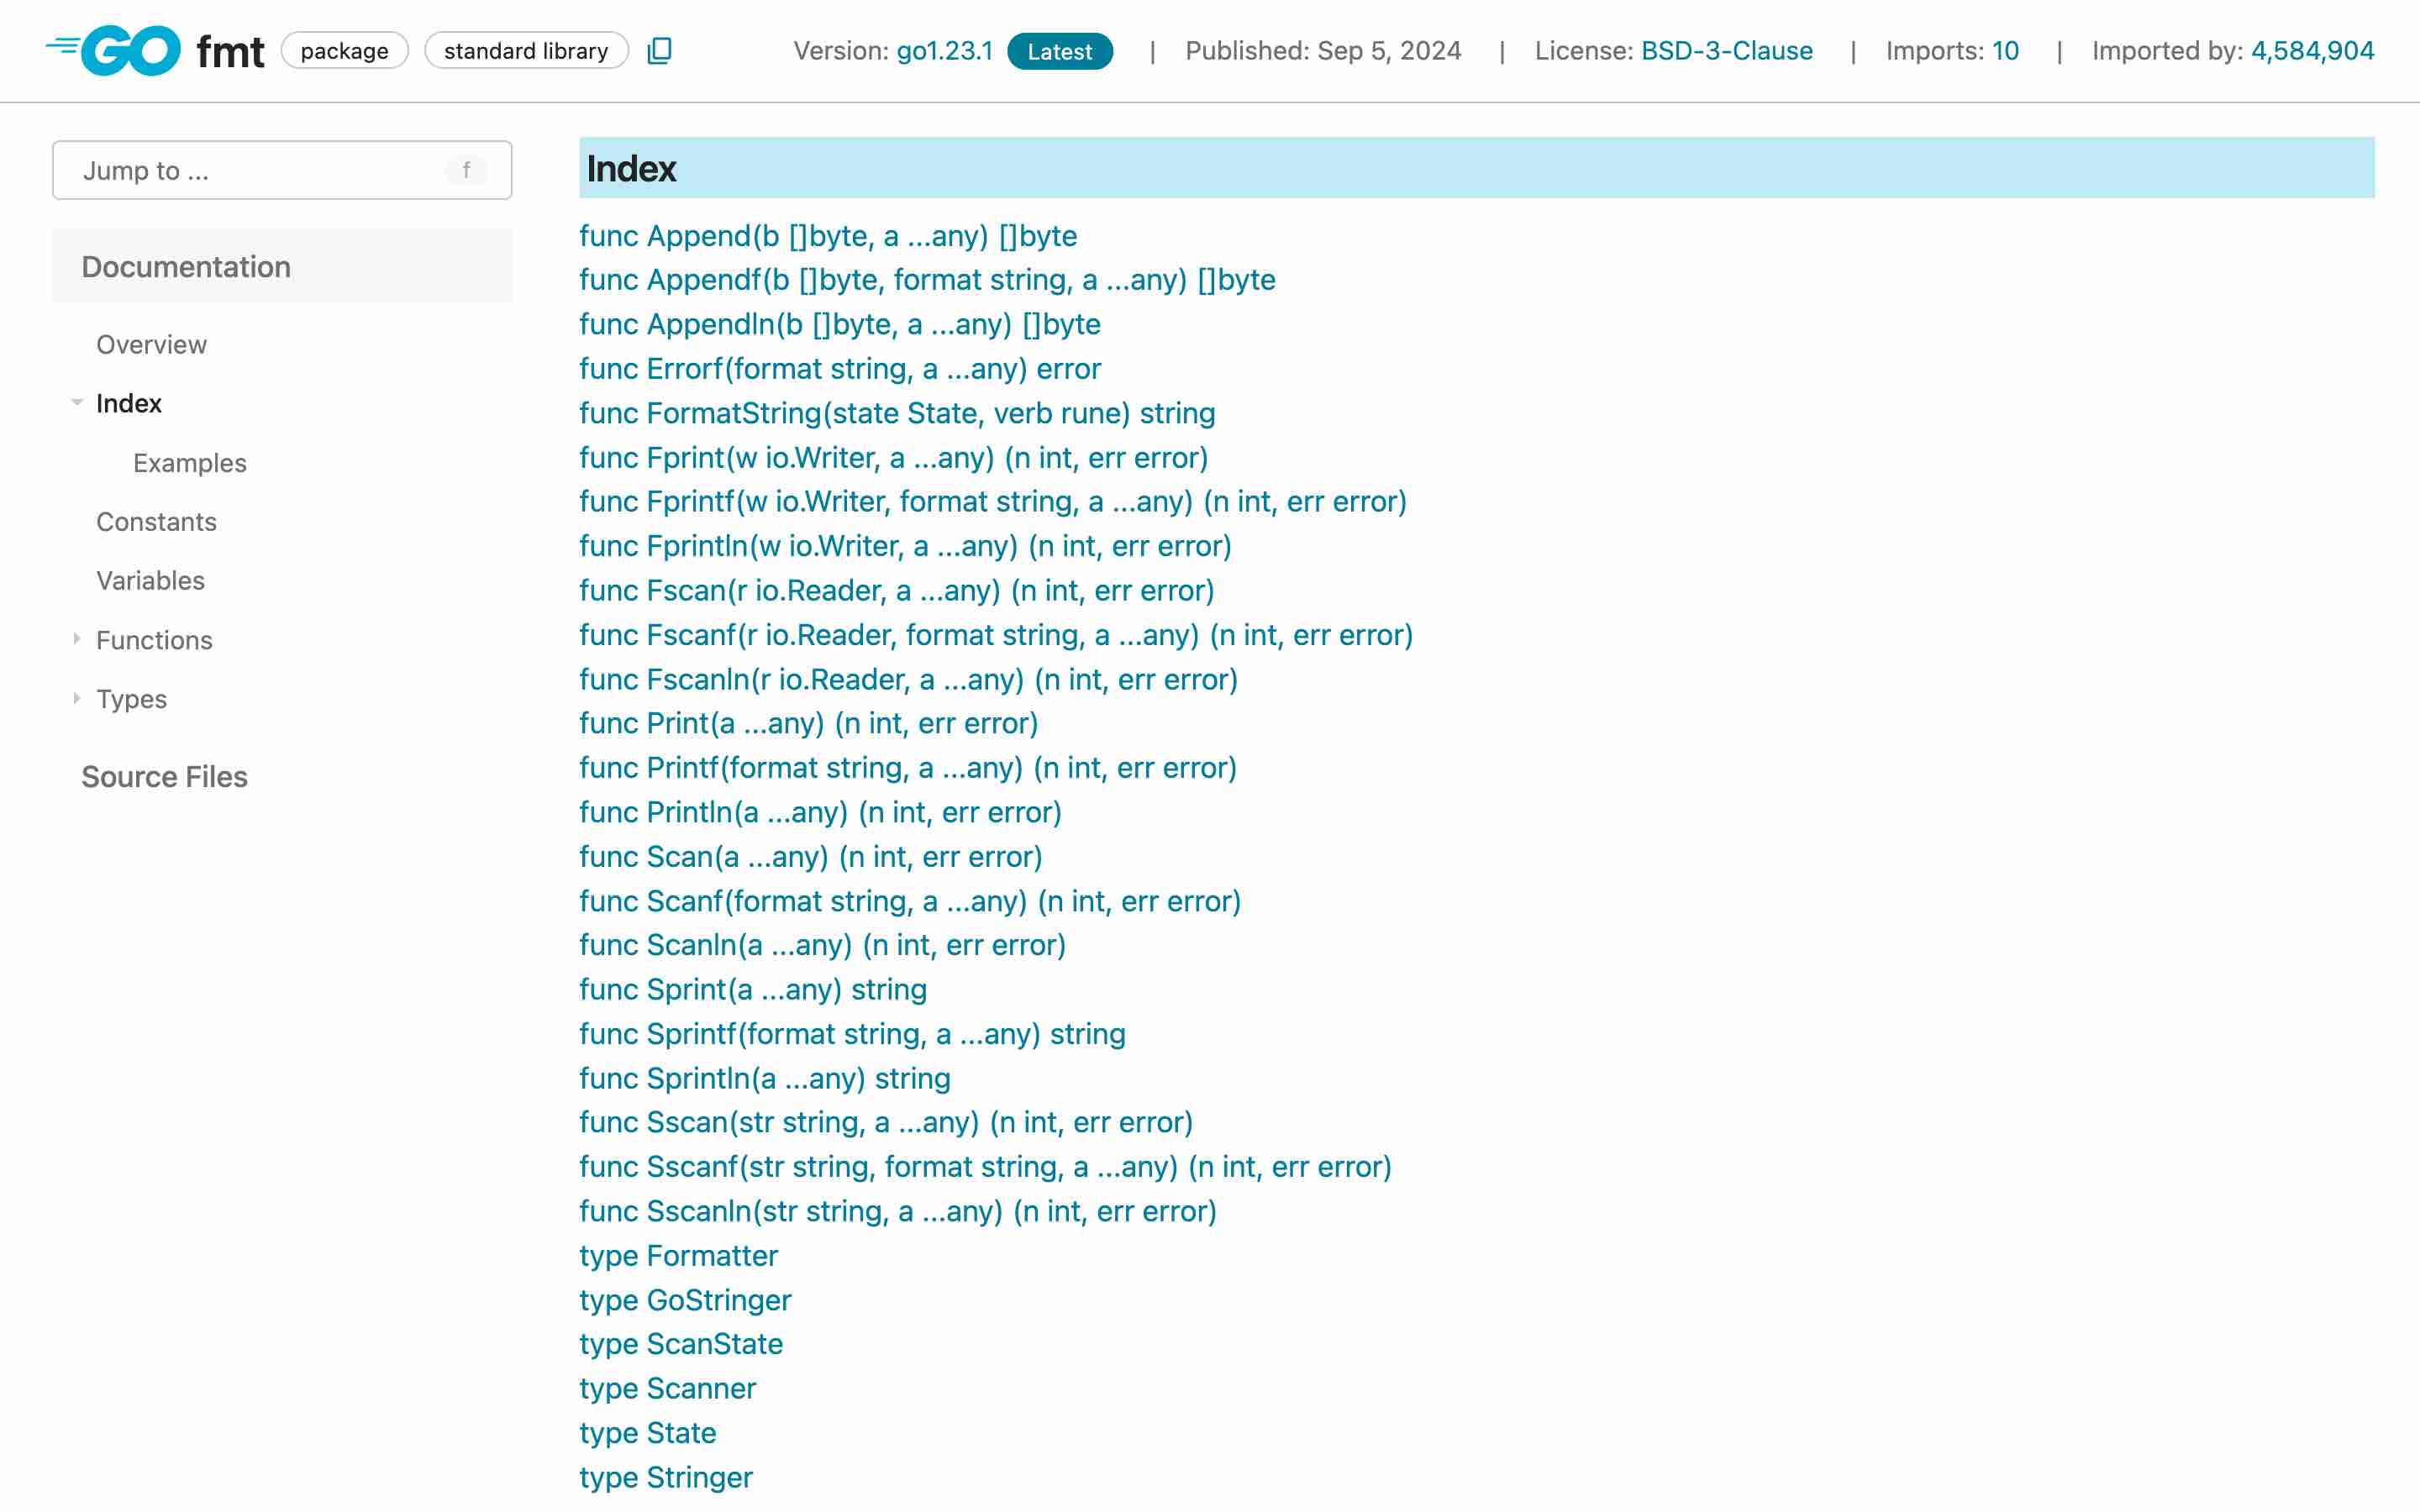 GO fmt package standard library Version: go1.23.1 Latest | Published: Sep 5, 2024 | License: BSD-3-Clause | Imports: 10 | Imported by: 4,584,904
Jump to ... f
Documentation
Overview
Index
Examples
Constants
Variables
Functions
Types
Source Files
Index
func Append(b []byte, a ...any) []byte
func Appendf(b []byte, format string, a ...any) []byte
func Appendln(b []byte, a ...any) []byte
func Errorf(format string, a ...any) error
func FormatString(state State, verb rune) string
func Fprint(w io.Writer, a ...any) (n int, err error)
func Fprintf(w io.Writer, format string, a ...any) (n int, err error)
func Fprintln(w io.Writer, a ...any) (n int, err error)
func Fscan(r io.Reader, a ...any) (n int, err error)
func Fscanf(r io.Reader, format string, a ...any) (n int, err error)
func Fscanln(r io.Reader, a ...any) (n int, err error)
func Print(a ...any) (n int, err error)
func Printf(format string, a ...any) (n int, err error)
func Println(a ...any) (n int, err error)
func Scan(a ...any) (n int, err error)
func Scanf(format string, a ...any) (n int, err error)
func Scanln(a ...any) (n int, err error)
func Sprint(a ...any) string
func Sprintf(format string, a ...any) string
func Sprintln(a ...any) string
func Sscan(str string, a ...any) (n int, err error)
func Sscanf(str string, format string, a ...any) (n int, err error)
func Sscanln(str string, a ...any) (n int, err error)
type Formatter
type GoStringer
type ScanState
type Scanner
type State
type Stringer